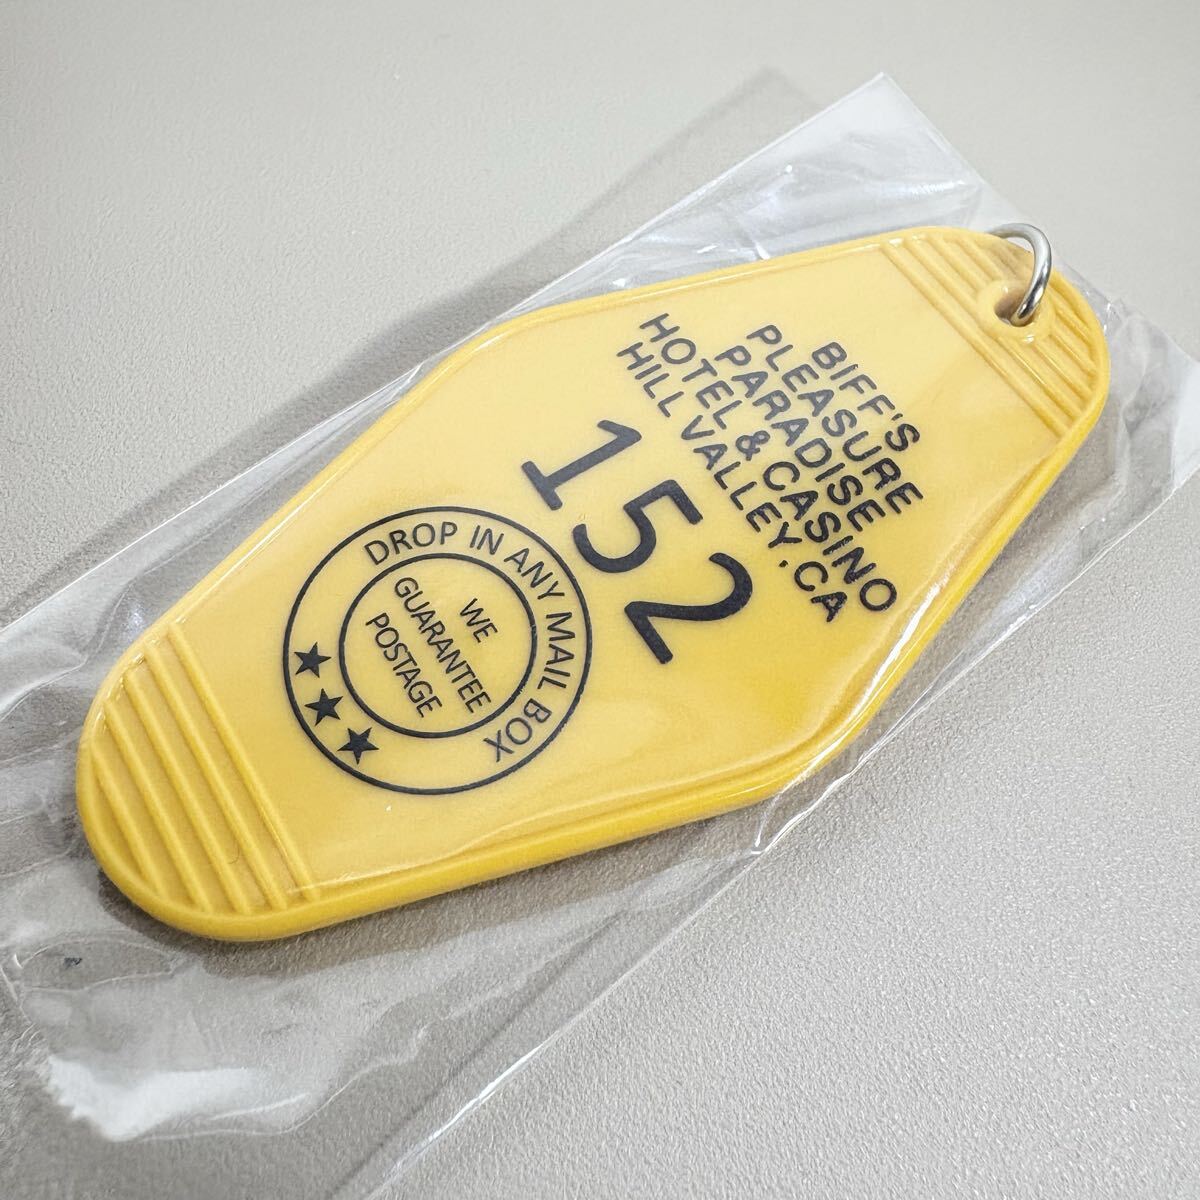 BIFF'S
PLEASURE
PARADISE
HOTEL & CASINO
HILL VALLEY, CA
152
DROP IN ANY MAIL BOX
WE
GUARANTEE
POSTAGE